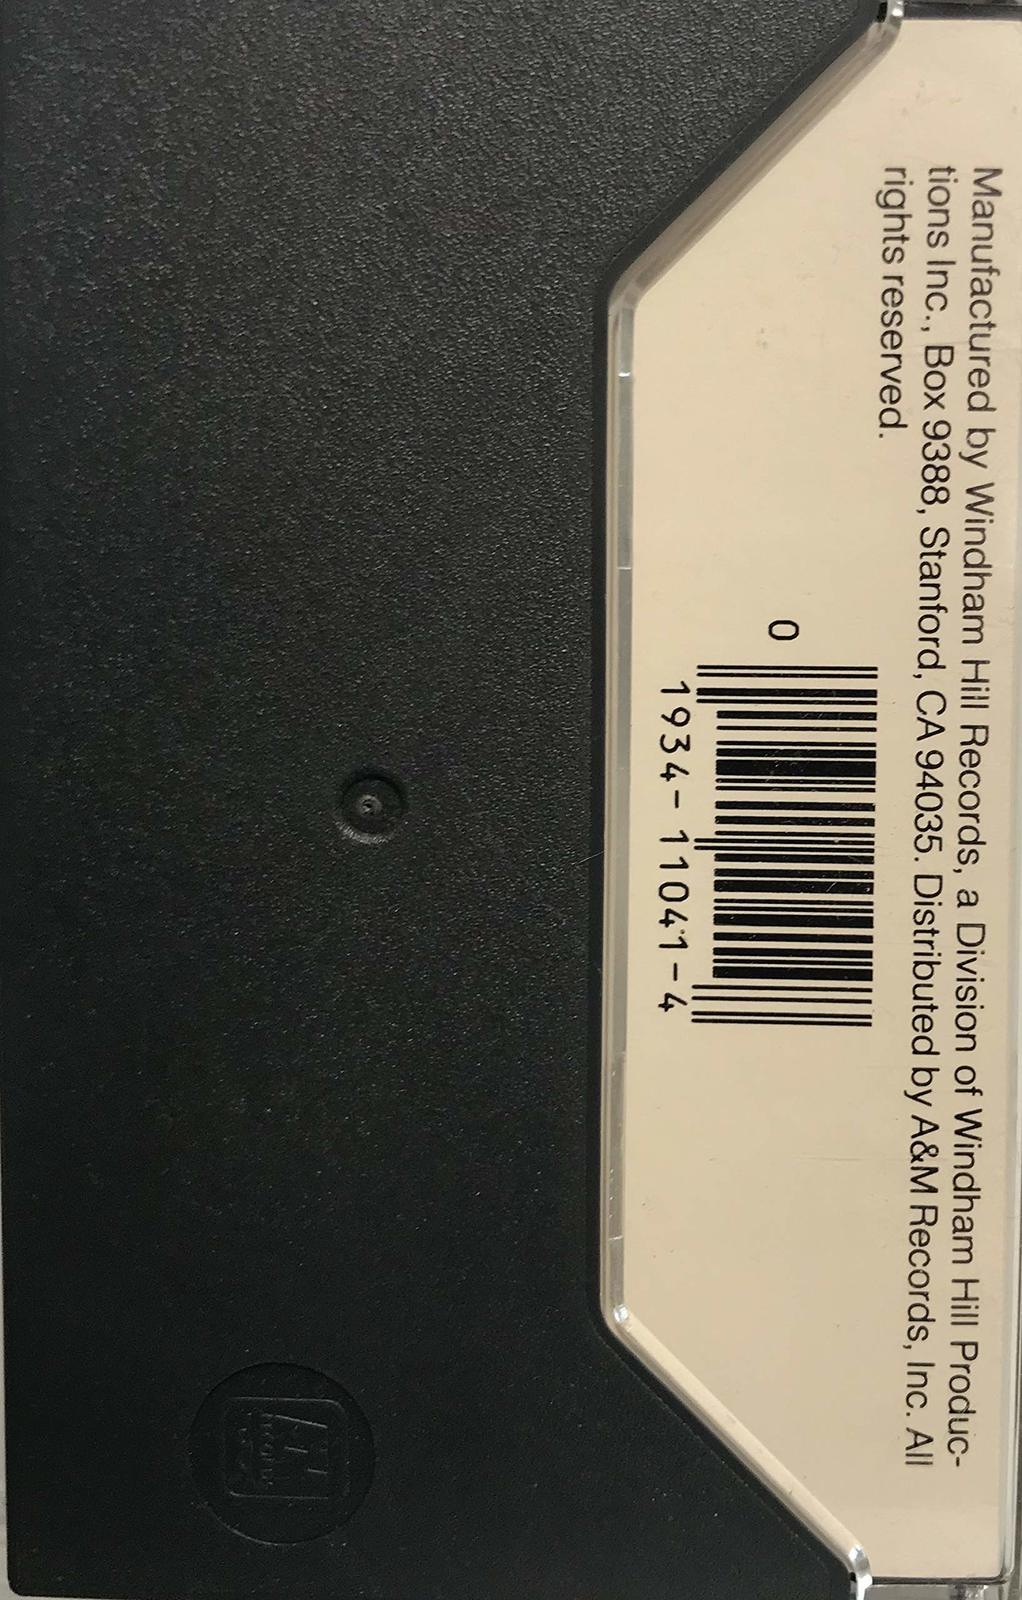 Manufactured by Windham Hill Records, a Division of Windham Hill Produc-
tions Inc., Box 9388, Stanford, CA 94035. Distributed by A&M Records, Inc. All
rights reserved.
0
1934-11041-4